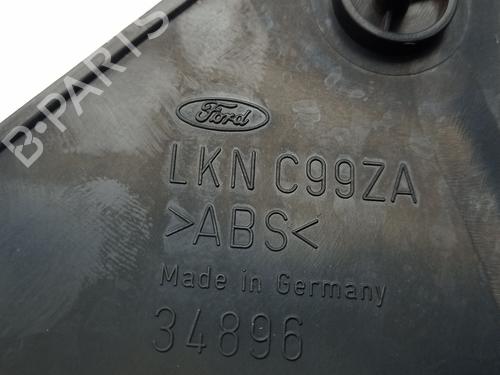 B-PARTS
Ford
LKN C99ZA
>ABS<
Made in Germany
34896